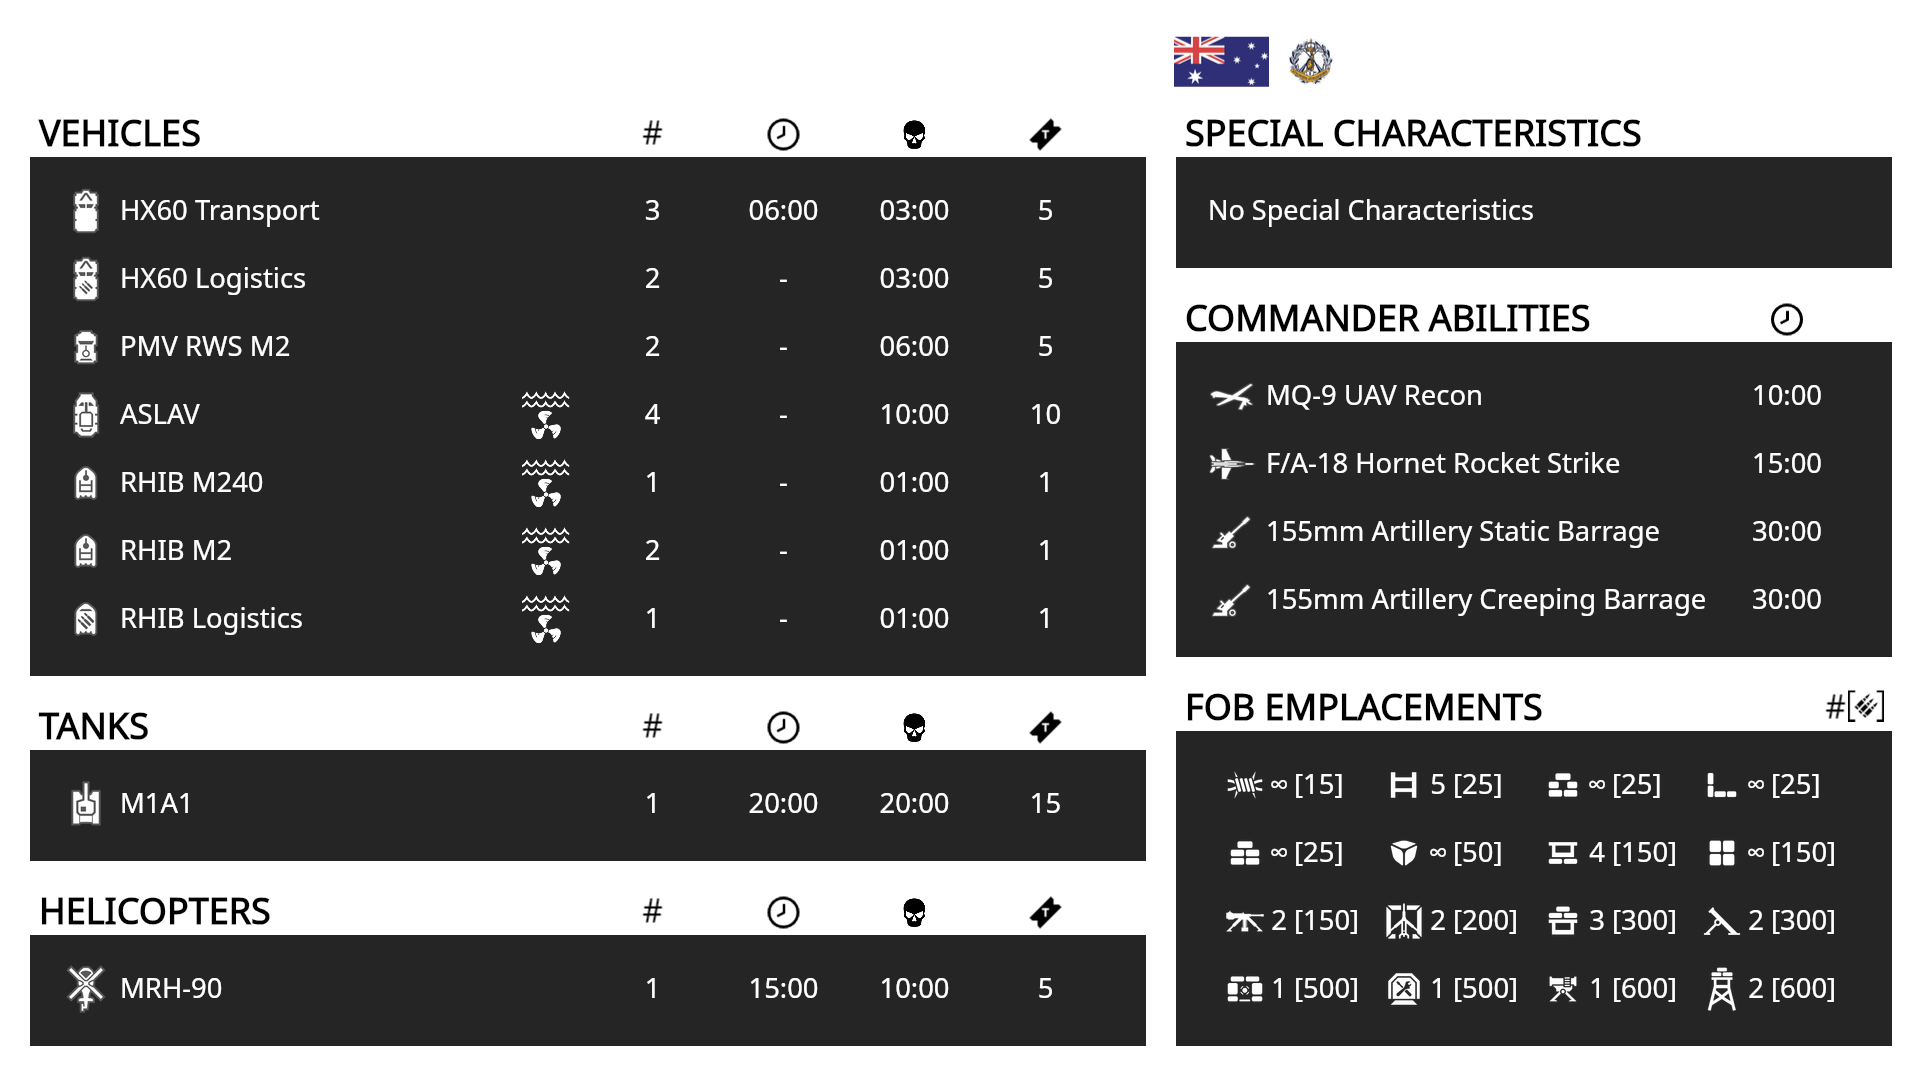 VEHICLES #
HX60 Transport 3 06:00 03:00 5
HX60 Logistics 2 - 03:00 5
PMV RWS M2 2 - 06:00 5
ASLAV 4 - 10:00 10
RHIB M240 1 - 01:00 1
RHIB M2 2 - 01:00 1
RHIB Logistics 1 - 01:00 1
TANKS #
M1A1 1 20:00 20:00 15
HELICOPTERS #
MRH-90 1 15:00 10:00 5
SPECIAL CHARACTERISTICS
No Special Characteristics
COMMANDER ABILITIES
MQ-9 UAV Recon 10:00
F/A-18 Hornet Rocket Strike 15:00
155mm Artillery Static Barrage 30:00
155mm Artillery Creeping Barrage 30:00
FOB EMPLACEMENTS #[ ]
∞ [15] 5 [25] ∞ [25] ∞ [25]
∞ [25] ∞ [50] 4 [150] ∞ [150]
2 [150] 2 [200] 3 [300] 2 [300]
1 [500] 1 [500] 1 [600] 2 [600]